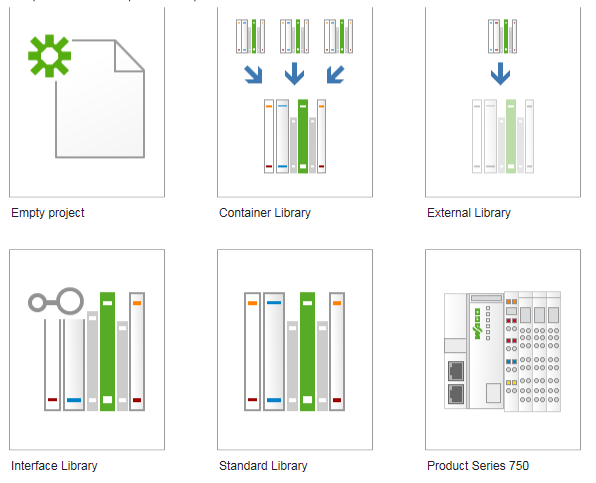 Empty project
Container Library
External Library
Interface Library
Standard Library
Product Series 750